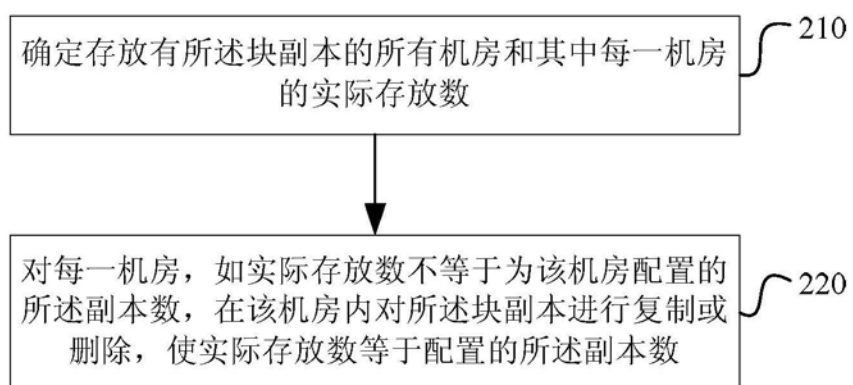 确定存放有所述块副本的所有机房和其中每一机房
的实际存放数
210
对每一机房，如实际存放数不等于为该机房配置的
所述副本数，在该机房内对所述块副本进行复制或
删除，使实际存放数等于配置的所述副本数
220